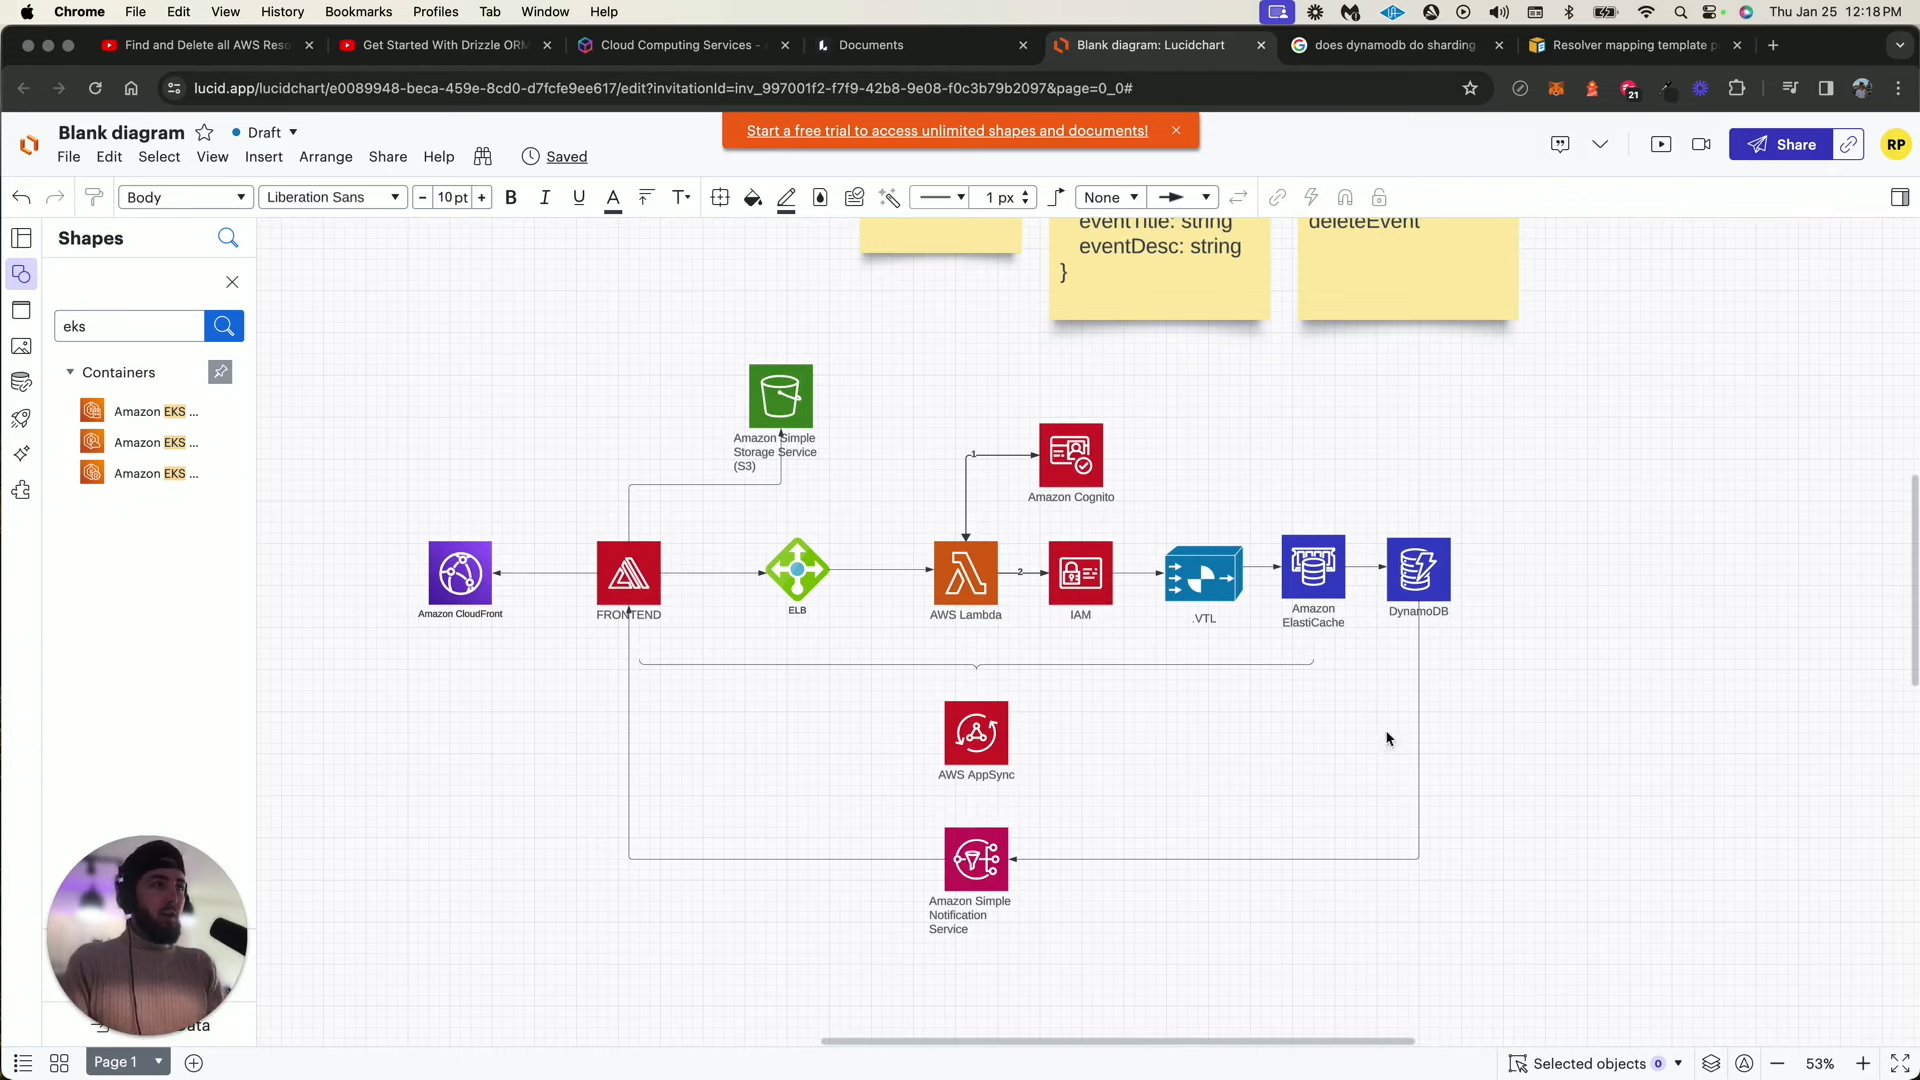 Chrome File Edit View History Bookmarks Profiles Tab Window Help Thu Jan 25 12:18 PM
Find and Delete all AWS Reso Get Started With Drizzle ORM Cloud Computing Services - Documents Blank diagram: Lucidchart does dynamodb do sharding Resolver mapping template p
lucid.app/lucidchart/e0089948-beca-459e-8cd0-d7fcfe9ee617/edit?invitationId=inv_997001f2-f7f9-42b8-9e08-f0c3b79b2097&page=0_0#
21
Blank diagram Draft
Start a free trial to access unlimited shapes and documents!
Share
RP
File Edit Select View Insert Arrange Share Help Saved
Body Liberation Sans 10 pt B I U A T 1 px None
Shapes
eks
Containers
Amazon EKS ...
Amazon EKS ...
Amazon EKS ...
eventTitle: string
eventDesc: string
}
deleteEvent
Amazon Simple
Storage Service
(S3)
1
Amazon Cognito
2
Amazon CloudFront
FRONTEND
ELB
AWS Lambda
IAM
.VTL
Amazon
ElastiCache
DynamoDB
AWS AppSync
Amazon Simple
Notification
Service
Page 1
Selected objects 0
53%